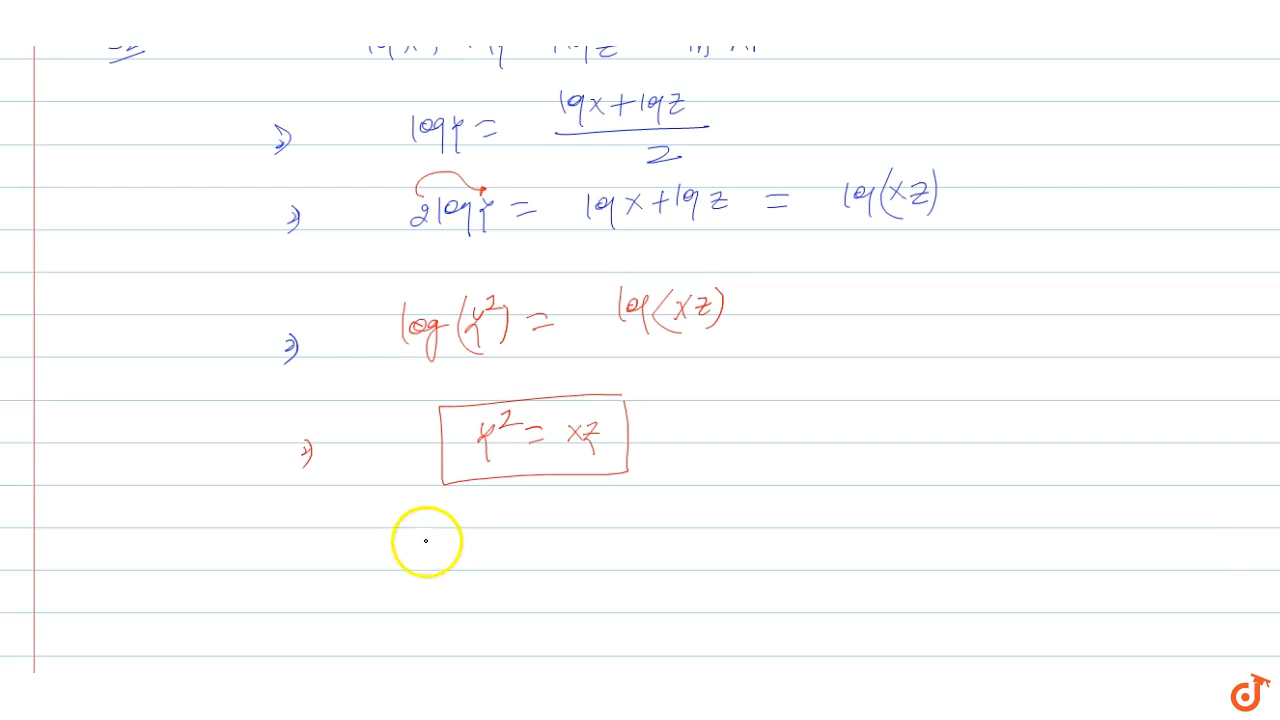 ⇒ log y = (log x + log z) / 2
⇒ 2 log y = log x + log z = log(xz)
⇒ log(y²) = log(xz)
⇒ y² = xz